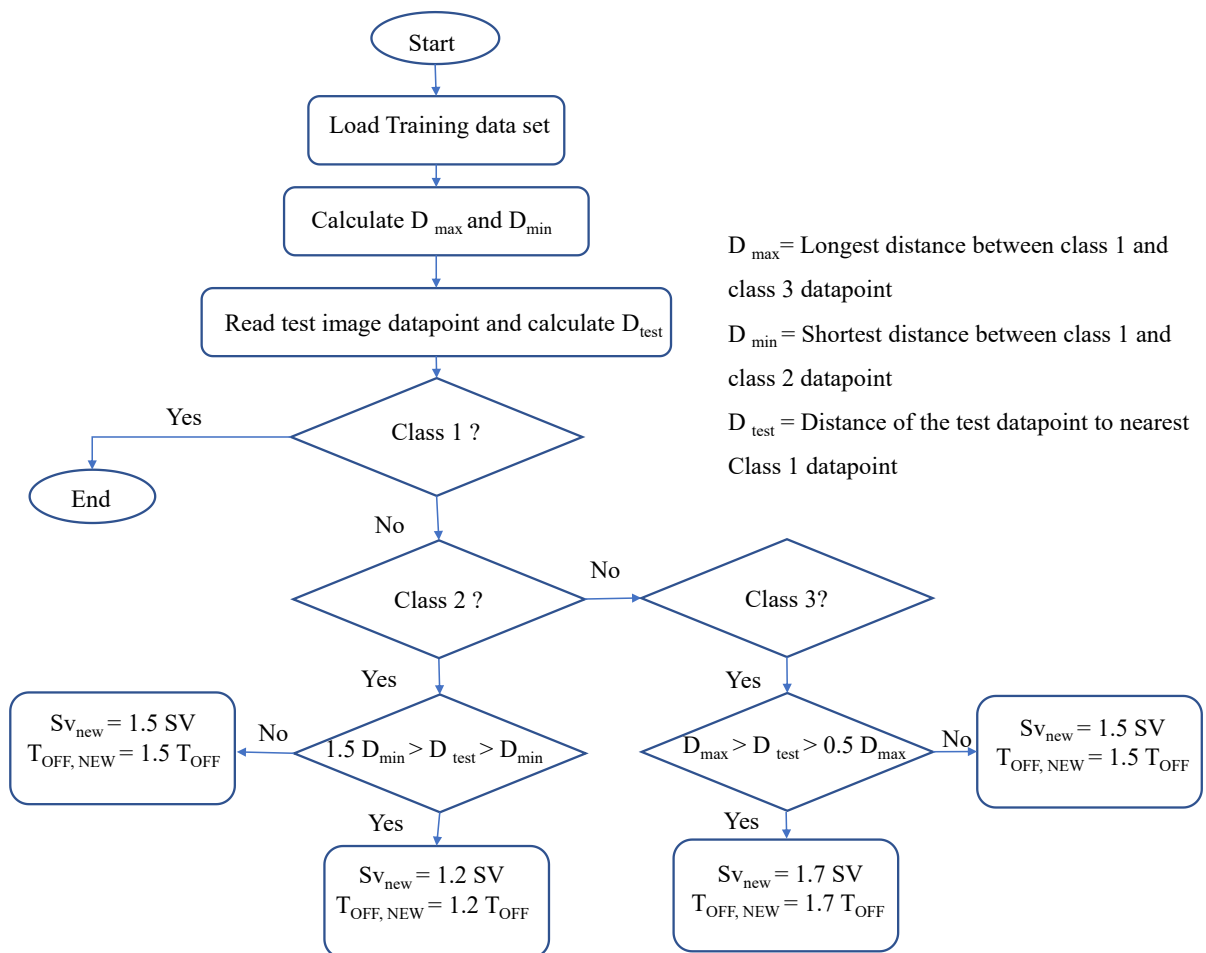 Start
Load Training data set
Calculate D max and Dmin
Read test image datapoint and calculate Dtest
D max= Longest distance between class 1 and
class 3 datapoint
D min = Shortest distance between class 1 and
class 2 datapoint
D test = Distance of the test datapoint to nearest
Class 1 datapoint
Yes
Class 1 ?
End
No
Class 2 ?
No
Class 3?
Yes
Yes
Svnew = 1.5 SV
TOFF, NEW = 1.5 TOFF
No
1.5 Dmin > D test > Dmin
Dmax > D test > 0.5 Dmax
No
Svnew = 1.5 SV
TOFF, NEW = 1.5 TOFF
Yes
Yes
Svnew = 1.2 SV
TOFF, NEW = 1.2 TOFF
Svnew = 1.7 SV
TOFF, NEW = 1.7 TOFF